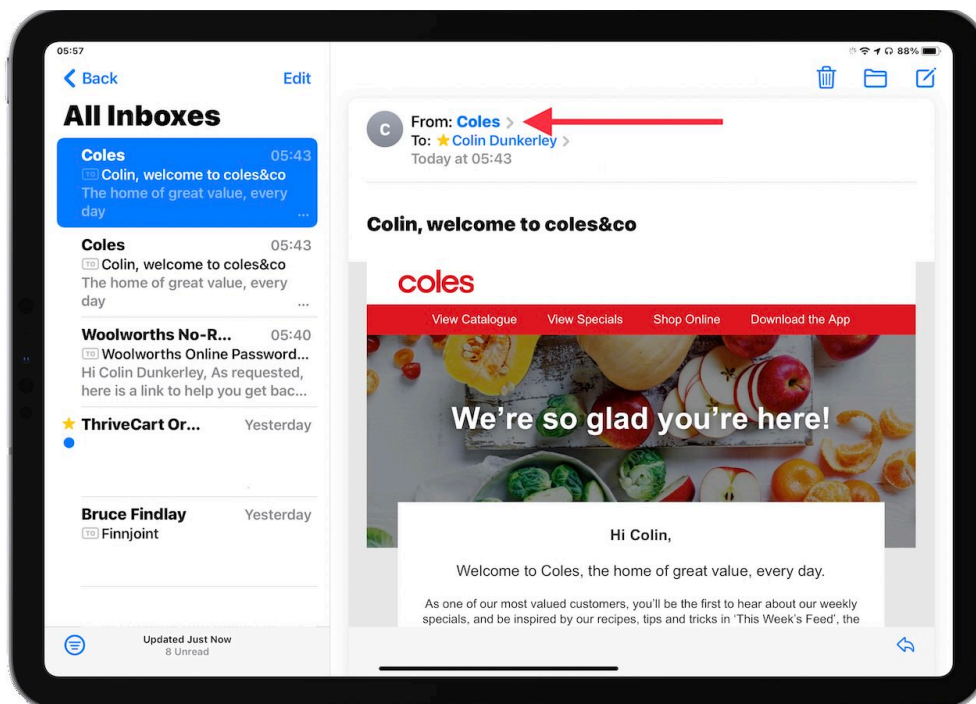 05:57
88%
Back
Edit
All Inboxes
Coles 05:43
TO Colin, welcome to coles&co
The home of great value, every
day ...
Coles 05:43
TO Colin, welcome to coles&co
The home of great value, every
day ...
Woolworths No-R... 05:40
TO Woolworths Online Password...
Hi Colin Dunkerley, As requested,
here is a link to help you get bac...
ThriveCart Or... Yesterday
Bruce Findlay Yesterday
TO Finnjoint
Updated Just Now
8 Unread
C
From: Coles
To: Colin Dunkerley
Today at 05:43
Colin, welcome to coles&co
coles
View Catalogue View Specials Shop Online Download the App
We're so glad you're here!
Hi Colin,
Welcome to Coles, the home of great value, every day.
As one of our most valued customers, you'll be the first to hear about our weekly
specials, and be inspired by our recipes, tips and tricks in 'This Week's Feed', the